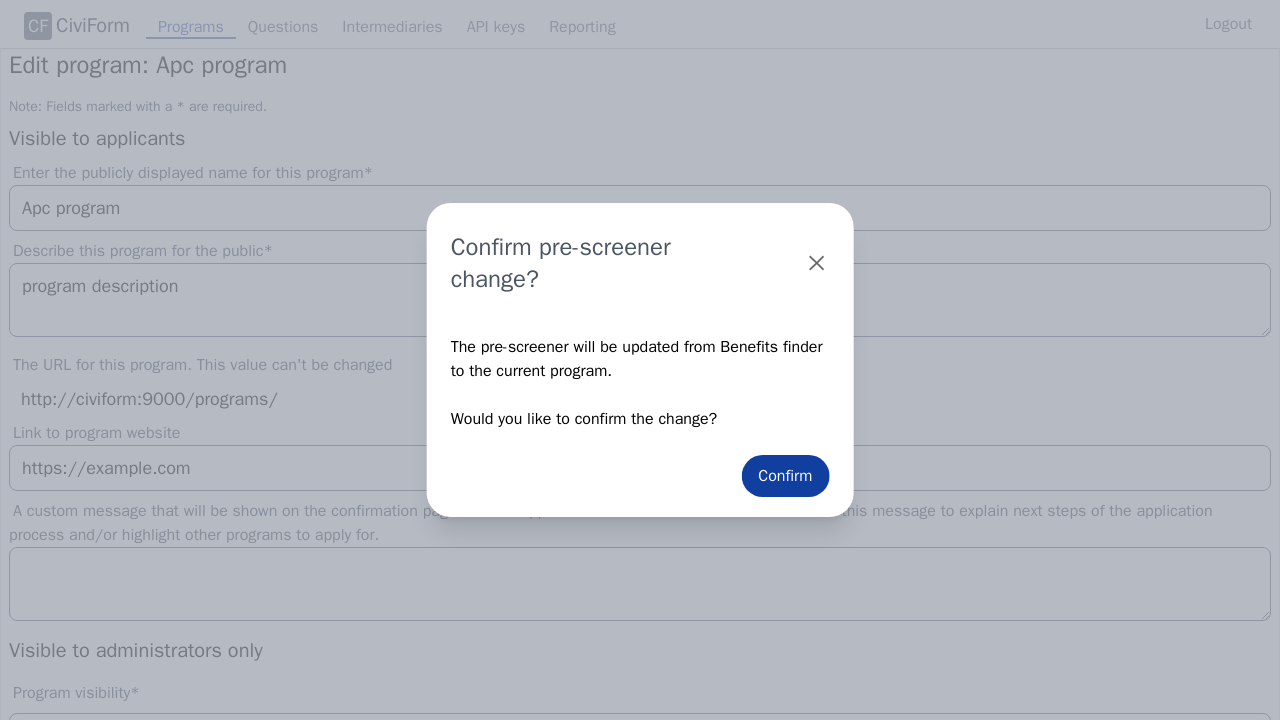 CF CiviForm Programs Questions Intermediaries API keys Reporting Logout
Edit program: Apc program
Note: Fields marked with a * are required.
Visible to applicants
Enter the publicly displayed name for this program*
Apc program
Describe this program for the public*
program description
The URL for this program. This value can't be changed
http://civiform:9000/programs/
Link to program website
https://example.com
A custom message that will be shown on the confirmation this message to explain next steps of the application
process and/or highlight other programs to apply for.
Visible to administrators only
Program visibility*
Confirm pre-screener
change?
The pre-screener will be updated from Benefits finder
to the current program.
Would you like to confirm the change?
Confirm